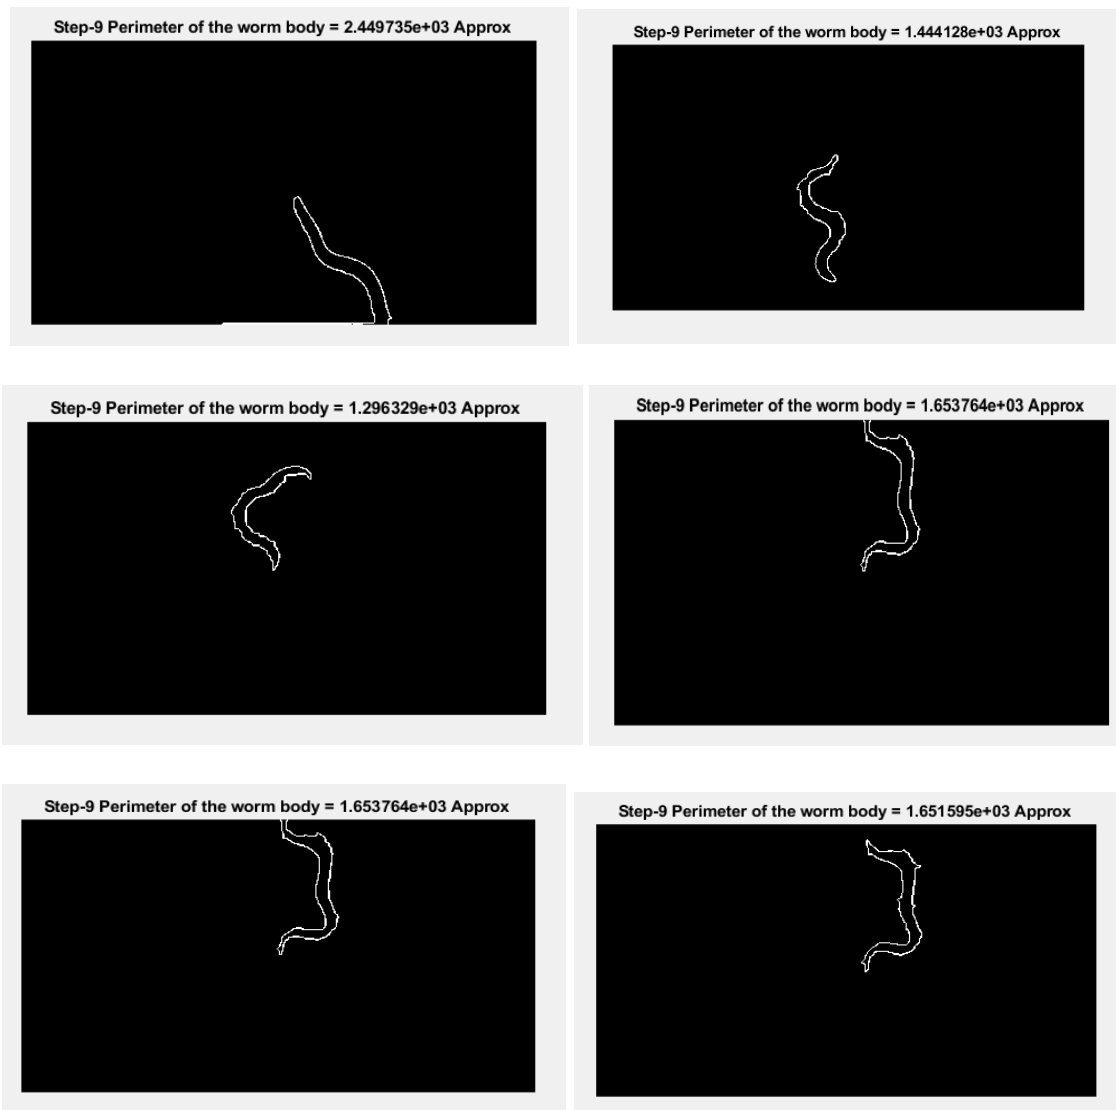 Step-9 Perimeter of the worm body = 2.449735e+03 Approx
Step-9 Perimeter of the worm body = 1.444128e+03 Approx
Step-9 Perimeter of the worm body = 1.296329e+03 Approx
Step-9 Perimeter of the worm body = 1.653764e+03 Approx
Step-9 Perimeter of the worm body = 1.653764e+03 Approx
Step-9 Perimeter of the worm body = 1.651595e+03 Approx